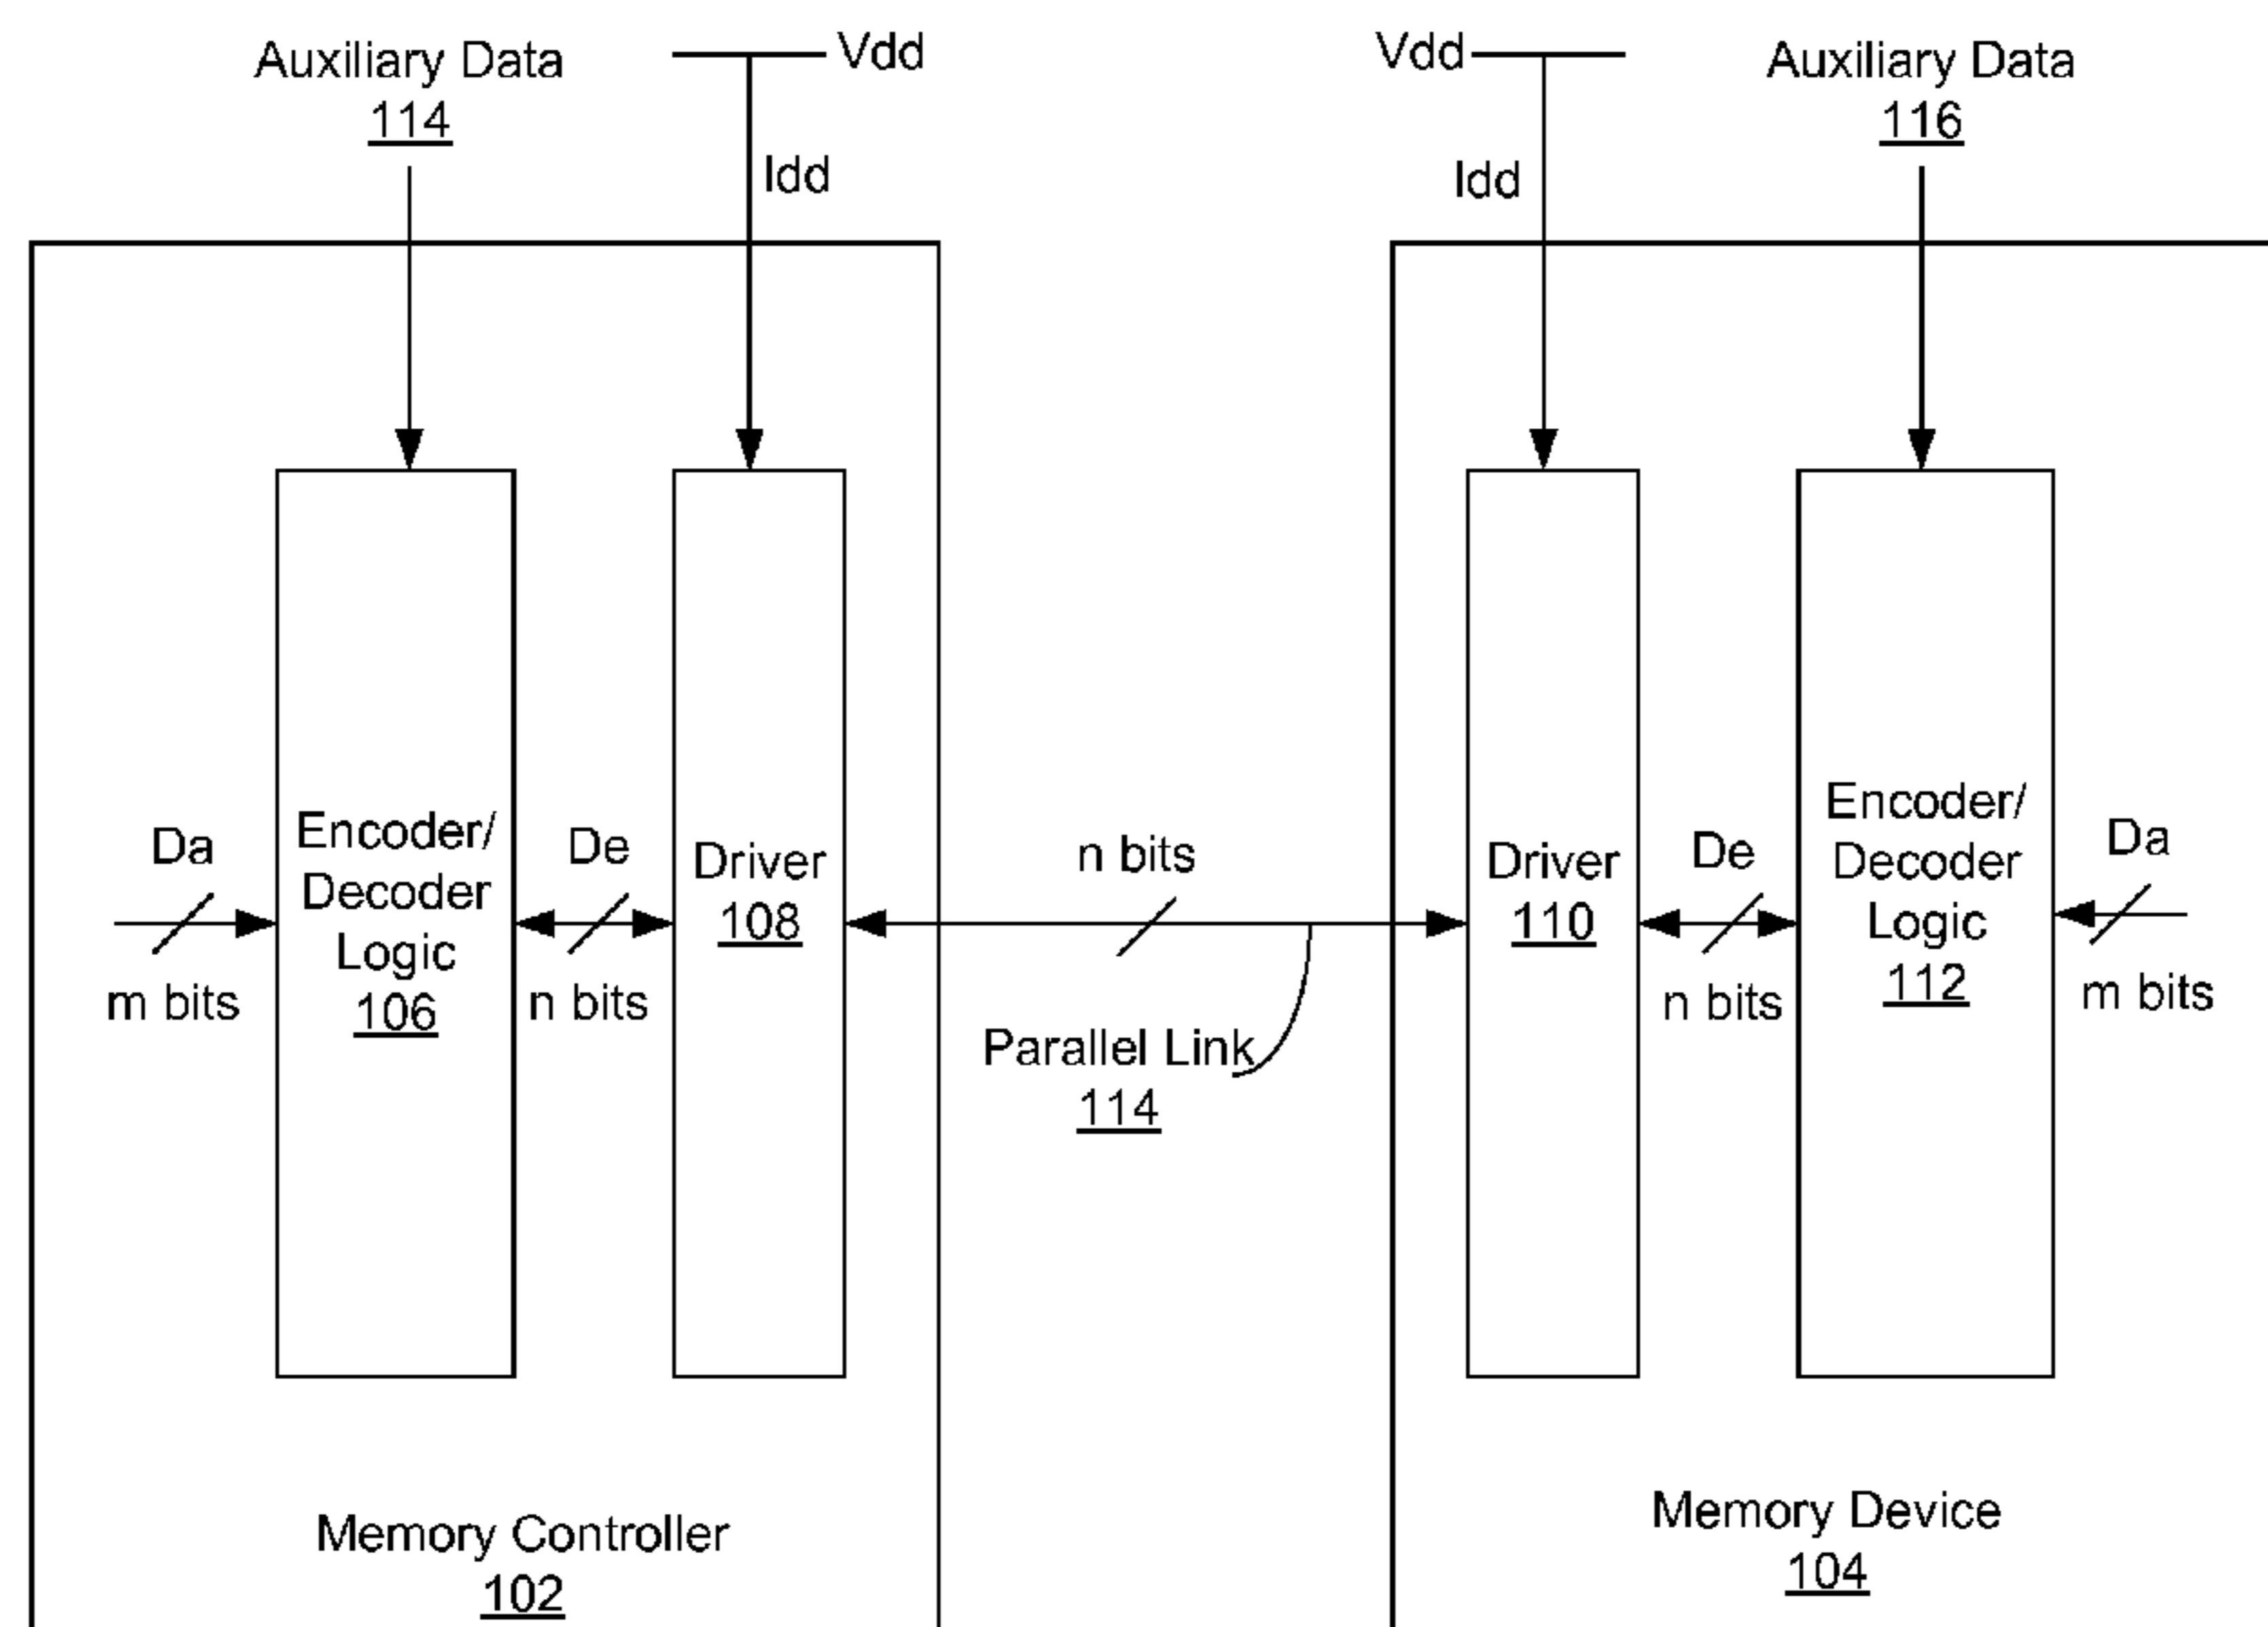 Auxiliary Data
114
Vdd
Idd
Vdd
Idd
Auxiliary Data
116
Da
m bits
Encoder/
Decoder
Logic
106
De
n bits
Driver
108
n bits
Parallel Link
114
Driver
110
De
n bits
Encoder/
Decoder
Logic
112
Da
m bits
Memory Controller
102
Memory Device
104